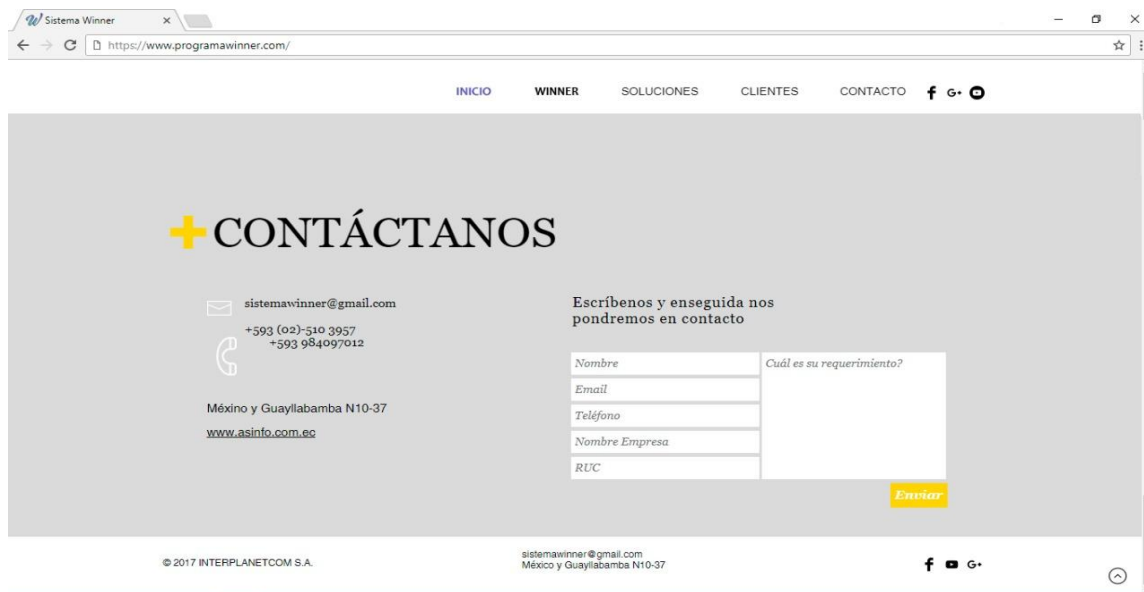 Sistema Winner
https://www.programawinner.com/
INICIO WINNER SOLUCIONES CLIENTES CONTACTO
CONTÁCTANOS
sistemawinner@gmail.com
+593 (02)-510 3957
+593 984097012
Méxino y Guayllabamba N10-37
www.asinfo.com.ec
Escríbenos y enseguida nos
pondremos en contacto
Nombre
Email
Teléfono
Nombre Empresa
RUC
Cuál es su requerimiento?
Enviar
© 2017 INTERPLANETCOM S.A.
sistemawinner@gmail.com
México y Guayllabamba N10-37